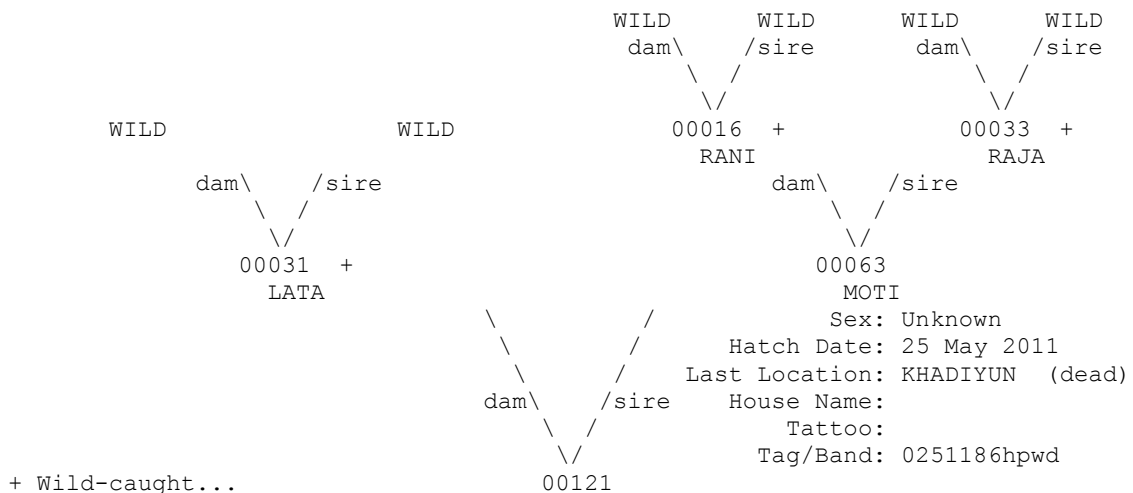 WILD WILD WILD WILD
dam\ /sire dam\ /sire
\ / \ /
\/ \/
WILD WILD 00016 + 00033 +
RANI RAJA
dam\ /sire dam\ /sire
\ / \ /
\/ \/
00031 + 00063
LATA MOTI
\ / Sex: Unknown
\ / Hatch Date: 25 May 2011
\ / Last Location: KHADIYUN (dead)
dam\ /sire House Name:
\ / Tattoo:
\/ Tag/Band: 0251186hpwd
+ Wild-caught... 00121